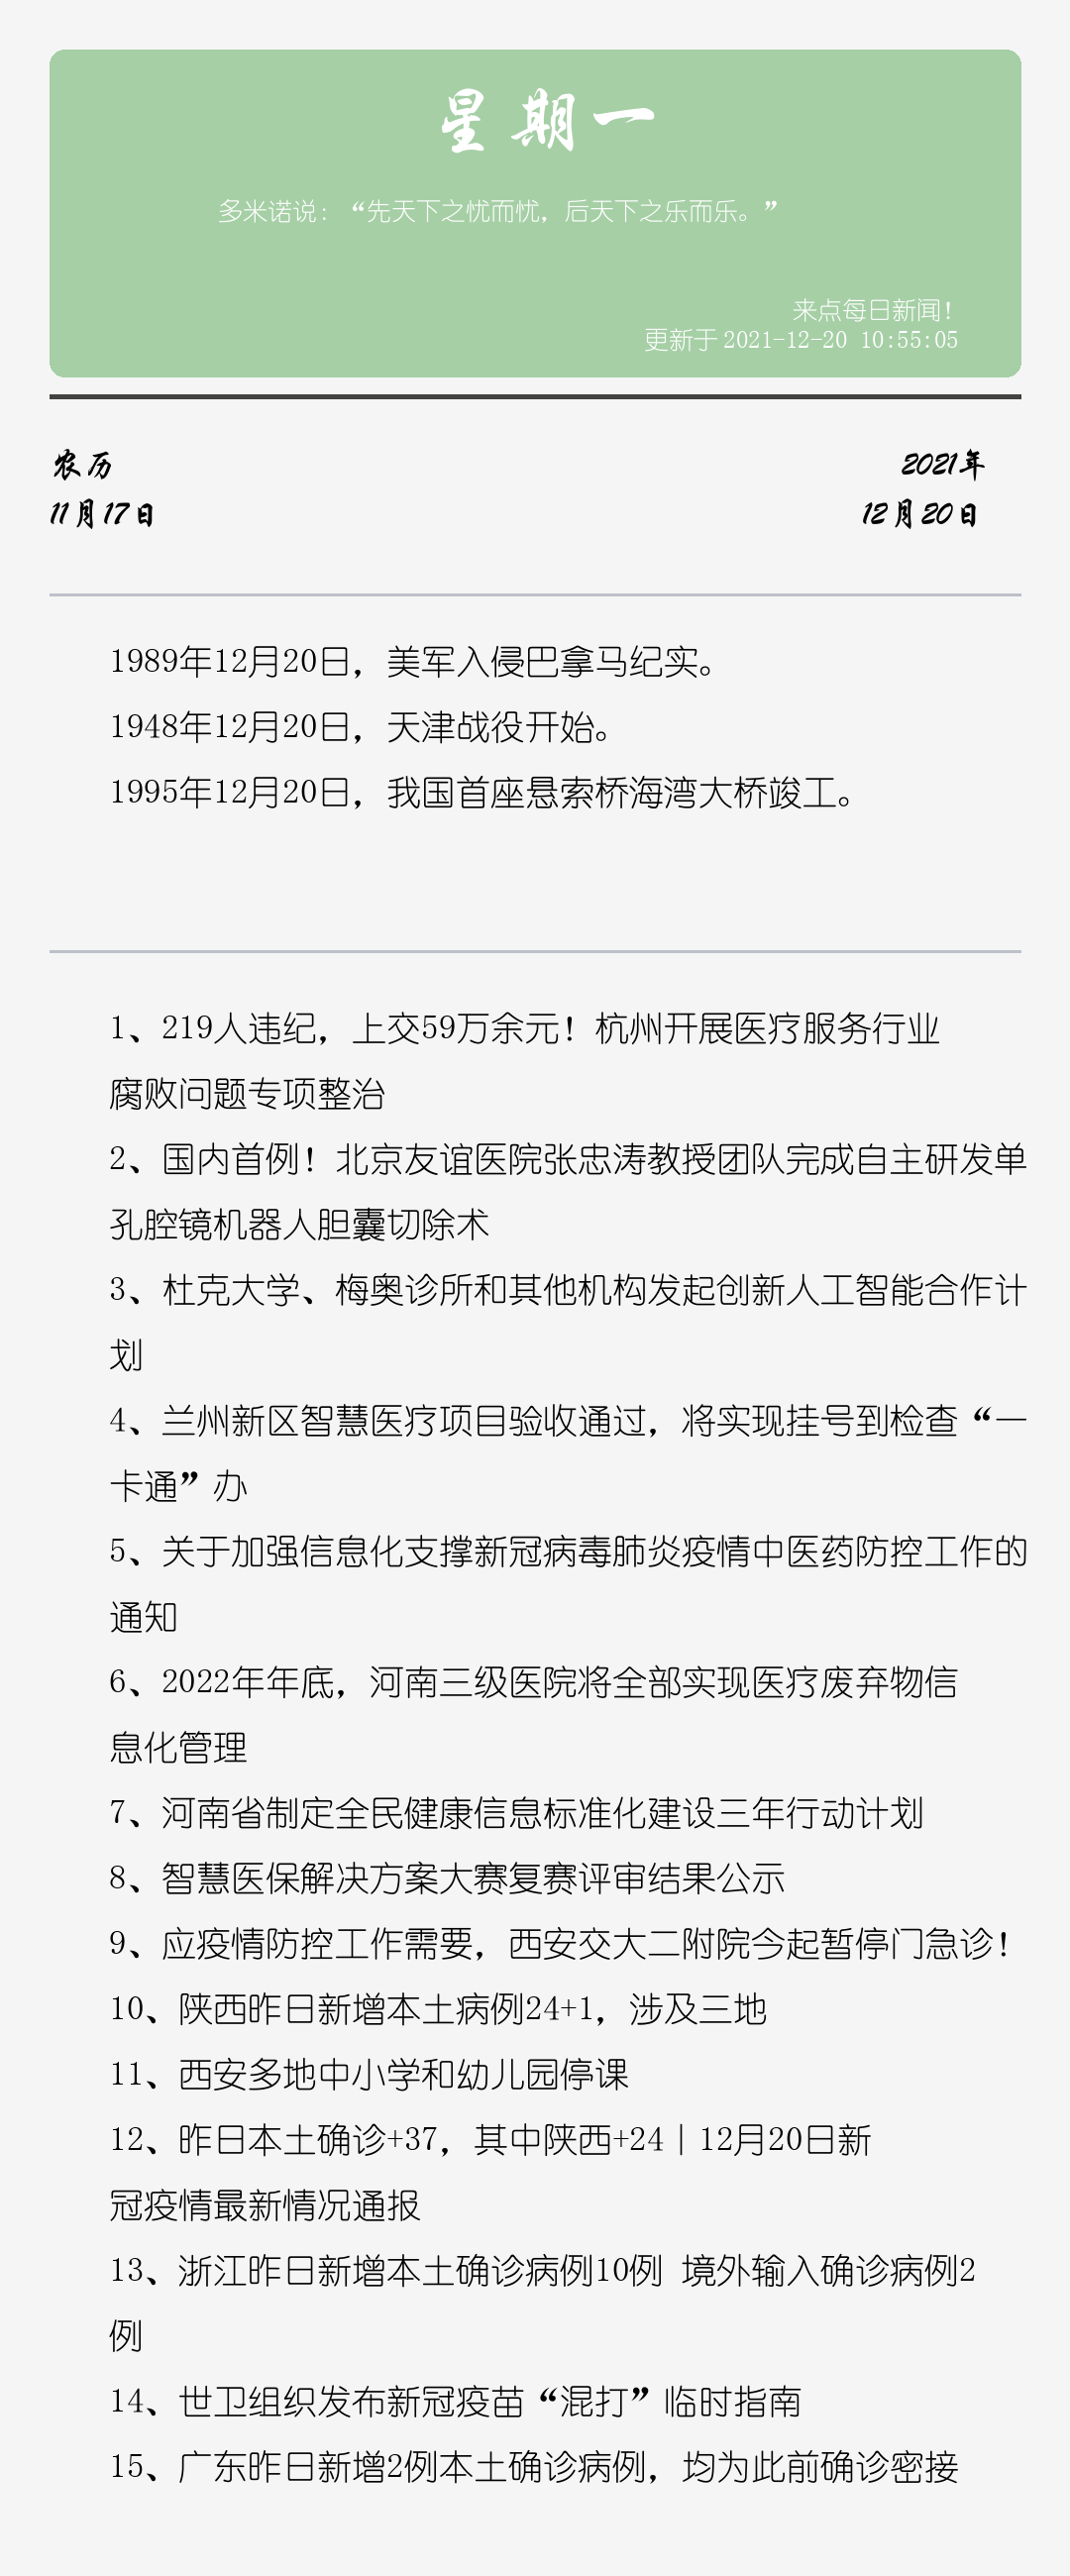 星期一
多米诺说：“先天下之忧而忧，后天下之乐而乐。”
来点每日新闻！
更新于 2021-12-20 10:55:05
农历
2021年
11月17日
12月20日
1989年12月20日，美军入侵巴拿马纪实。
1948年12月20日，天津战役开始。
1995年12月20日，我国首座悬索桥海湾大桥竣工。
1、219人违纪，上交59万余元！杭州开展医疗服务行业
腐败问题专项整治
2、国内首例！北京友谊医院张忠涛教授团队完成自主研发单
孔腔镜机器人胆囊切除术
3、杜克大学、梅奥诊所和其他机构发起创新人工智能合作计
划
4、兰州新区智慧医疗项目验收通过，将实现挂号到检查“一
卡通”办
5、关于加强信息化支撑新冠病毒肺炎疫情中医药防控工作的
通知
6、2022年年底，河南三级医院将全部实现医疗废弃物信
息化管理
7、河南省制定全民健康信息标准化建设三年行动计划
8、智慧医保解决方案大赛复赛评审结果公示
9、应疫情防控工作需要，西安交大二附院今起暂停门急诊！
10、陕西昨日新增本土病例24+1，涉及三地
11、西安多地中小学和幼儿园停课
12、昨日本土确诊+37，其中陕西+24丨12月20日新
冠疫情最新情况通报
13、浙江昨日新增本土确诊病例10例 境外输入确诊病例2
例
14、世卫组织发布新冠疫苗“混打”临时指南
15、广东昨日新增2例本土确诊病例，均为此前确诊密接